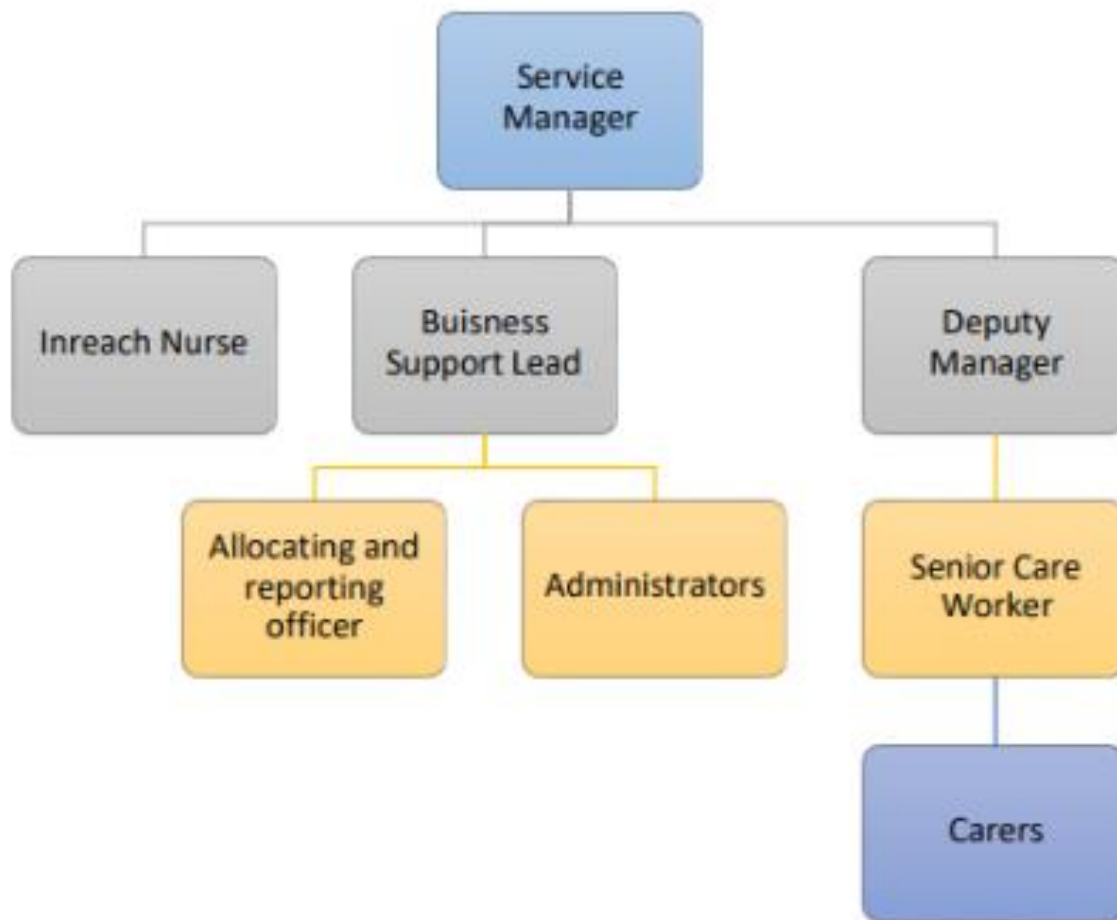 Service
Manager
Inreach Nurse
Buisness
Support Lead
Deputy
Manager
Allocating and
reporting
officer
Administrators
Senior Care
Worker
Carers